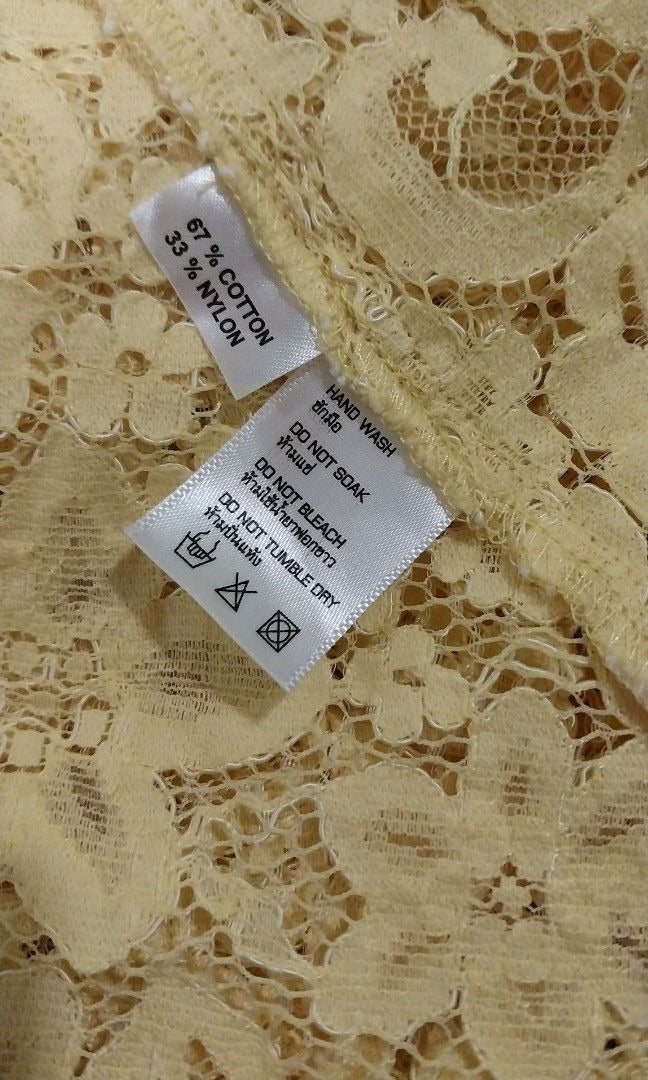 67 % COTTON
33 % NYLON
HAND WASH
ซักมือ
DO NOT SOAK
ห้ามแช่
DO NOT BLEACH
ห้ามใช้น้ำยาฟอกขาว
DO NOT TUMBLE DRY
ห้ามปั่นแห้ง